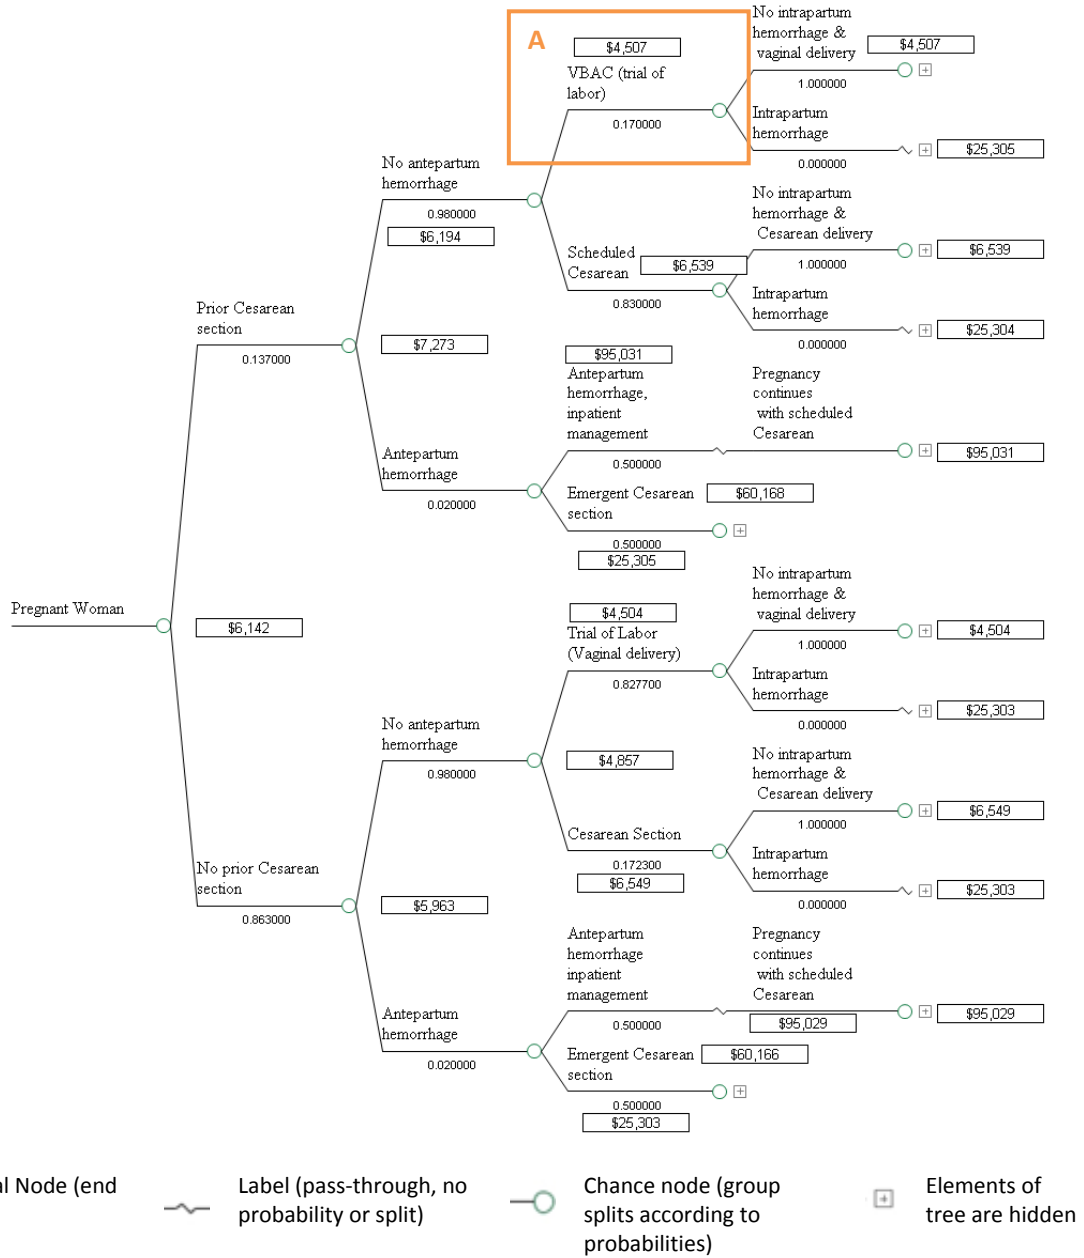 No intrapartum
hemorrhage &
vaginal delivery
$4,507
1.000000
A
$4,507
VBAC (trial of
labor)
0.170000
Intrapartum
hemorrhage
$25,305
0.000000
No antepartum
hemorrhage
0.980000
$6,194
No intrapartum
hemorrhage &
Cesarean delivery
$6,539
1.000000
Scheduled
Cesarean
$6,539
0.830000
Intrapartum
hemorrhage
$25,304
0.000000
Prior Cesarean
section
0.137000
$7,273
$95,031
Antepartum
hemorrhage,
inpatient
management
0.500000
Pregnancy
continues
with scheduled
Cesarean
$95,031
Antepartum
hemorrhage
0.020000
Emergent Cesarean
section
$60,168
0.500000
$25,305
Pregnant Woman
$6,142
No intrapartum
hemorrhage &
vaginal delivery
$4,504
1.000000
$4,504
Trial of Labor
(Vaginal delivery)
0.827700
Intrapartum
hemorrhage
$25,303
0.000000
No antepartum
hemorrhage
0.980000
$4,857
No intrapartum
hemorrhage &
Cesarean delivery
$6,549
1.000000
Cesarean Section
0.172300
$6,549
Intrapartum
hemorrhage
$25,303
0.000000
No prior Cesarean
section
0.863000
$5,963
Antepartum
hemorrhage
inpatient
management
0.500000
Pregnancy
continues
with scheduled
Cesarean
$95,029
$95,029
Antepartum
hemorrhage
0.020000
Emergent Cesarean
section
$60,166
0.500000
$25,303
al Node (end
Label (pass-through, no
probability or split)
Chance node (group
splits according to
probabilities)
Elements of
tree are hidden